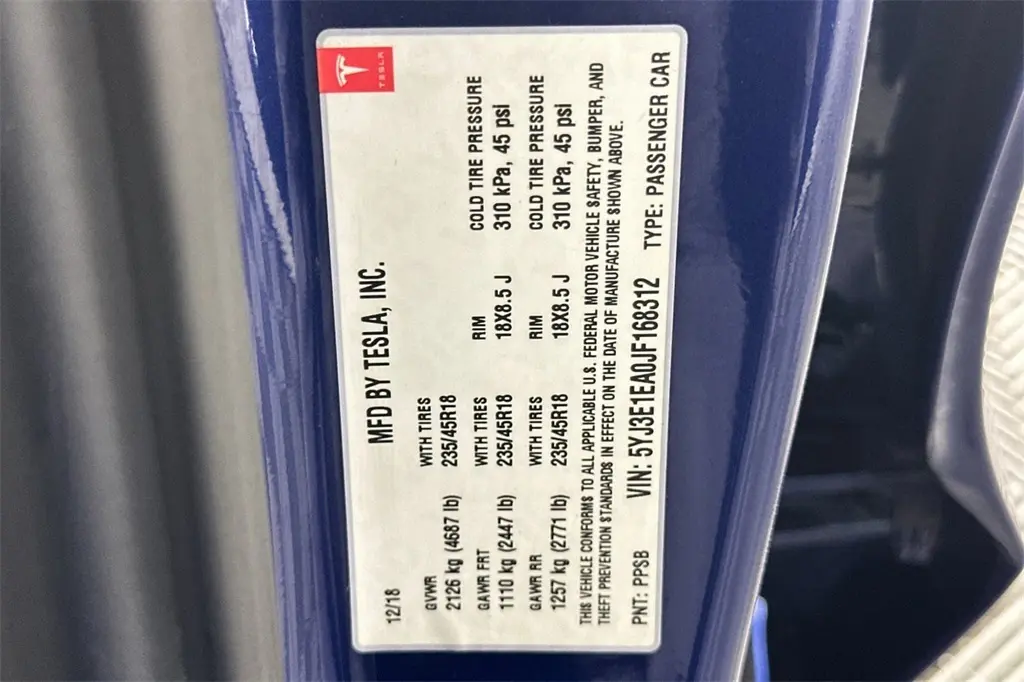 TESLA
MFD BY TESLA, INC.
12/18
GVWR WITH TIRES RIM COLD TIRE PRESSURE
2126 kg (4687 lb) 235/45R18
GAWR FRT WITH TIRES RIM COLD TIRE PRESSURE
1110 kg (2447 lb) 235/45R18 18X8.5 J 310 kPa, 45 psi
GAWR RR WITH TIRES RIM COLD TIRE PRESSURE
1257 kg (2771 lb) 235/45R18 18X8.5 J 310 kPa, 45 psi
THIS VEHICLE CONFORMS TO ALL APPLICABLE U.S. FEDERAL MOTOR VEHICLE SAFETY, BUMPER, AND
THEFT PREVENTION STANDARDS IN EFFECT ON THE DATE OF MANUFACTURE SHOWN ABOVE.
PNT: PPSB VIN: 5YJ3E1EA0JF168312 TYPE: PASSENGER CAR